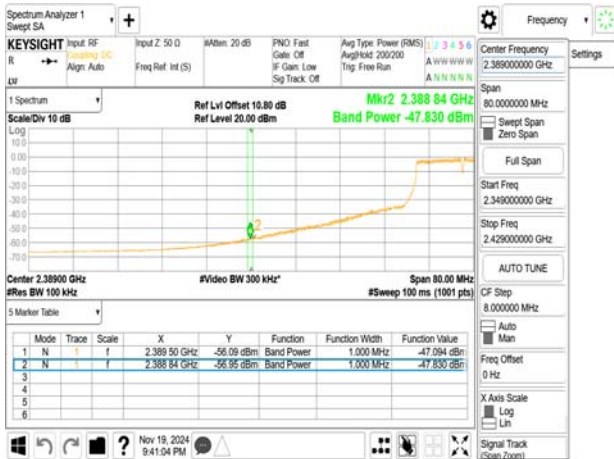 Spectrum Analyzer 1
Swept SA
Frequency
KEYSIGHT
R
Input: RF
Coupling: DC
Align: Auto
Input Z: 50 Ω
Freq Ref: Int (S)
#Atten: 20 dB
PNO: Fast
Gate: Off
IF Gain: Low
Sig Track: Off
Avg Type: Power (RMS)
Avg|Hold: 200/200
Trig: Free Run
1 2 3 4 5 6
A W W W W W
A N N N N N
1 Spectrum
Scale/Div 10 dB
Ref Lvl Offset 10.80 dB
Ref Level 20.00 dBm
Mkr2 2.388 84 GHz
Band Power -47.830 dBm
Log
10.0
0.00
-10.0
-20.0
-30.0
-40.0
-50.0
-60.0
-70.0
2
Center 2.38900 GHz
#Res BW 100 kHz
#Video BW 300 kHz*
Span 80.00 MHz
#Sweep 100 ms (1001 pts)
5 Marker Table
Mode Trace Scale X Y Function Function Width Function Value
1 N 1 f 2.389 50 GHz -56.09 dBm Band Power 1.000 MHz -47.094 dBm
2 N 1 f 2.388 84 GHz -56.95 dBm Band Power 1.000 MHz -47.830 dBm
3
4
5
6
Nov 19, 2024
9:41:04 PM
Center Frequency
2.389000000 GHz
Settings
Span
80.0000000 MHz
Swept Span
Zero Span
Full Span
Start Freq
2.349000000 GHz
Stop Freq
2.429000000 GHz
AUTO TUNE
CF Step
8.000000 MHz
Auto
Man
Freq Offset
0 Hz
X Axis Scale
Log
Lin
Signal Track
(Span Zoom)